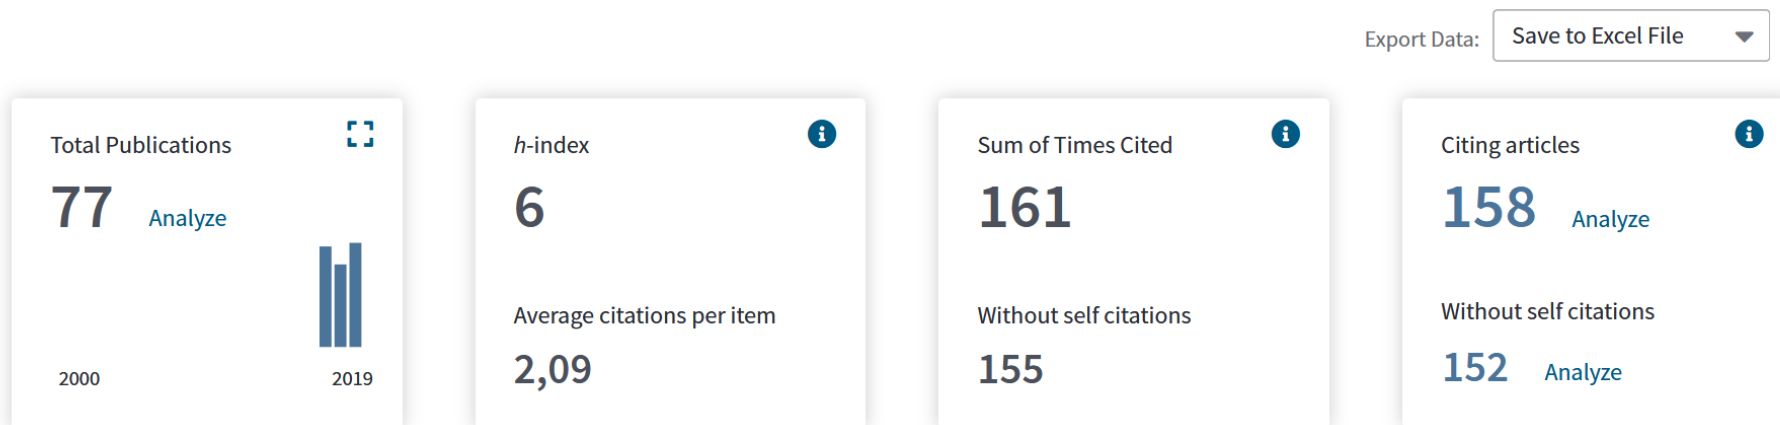 Export Data:
Save to Excel File
Total Publications
77 Analyze
2000 2019
h-index
6
Average citations per item
2,09
Sum of Times Cited
161
Without self citations
155
Citing articles
158 Analyze
Without self citations
152 Analyze